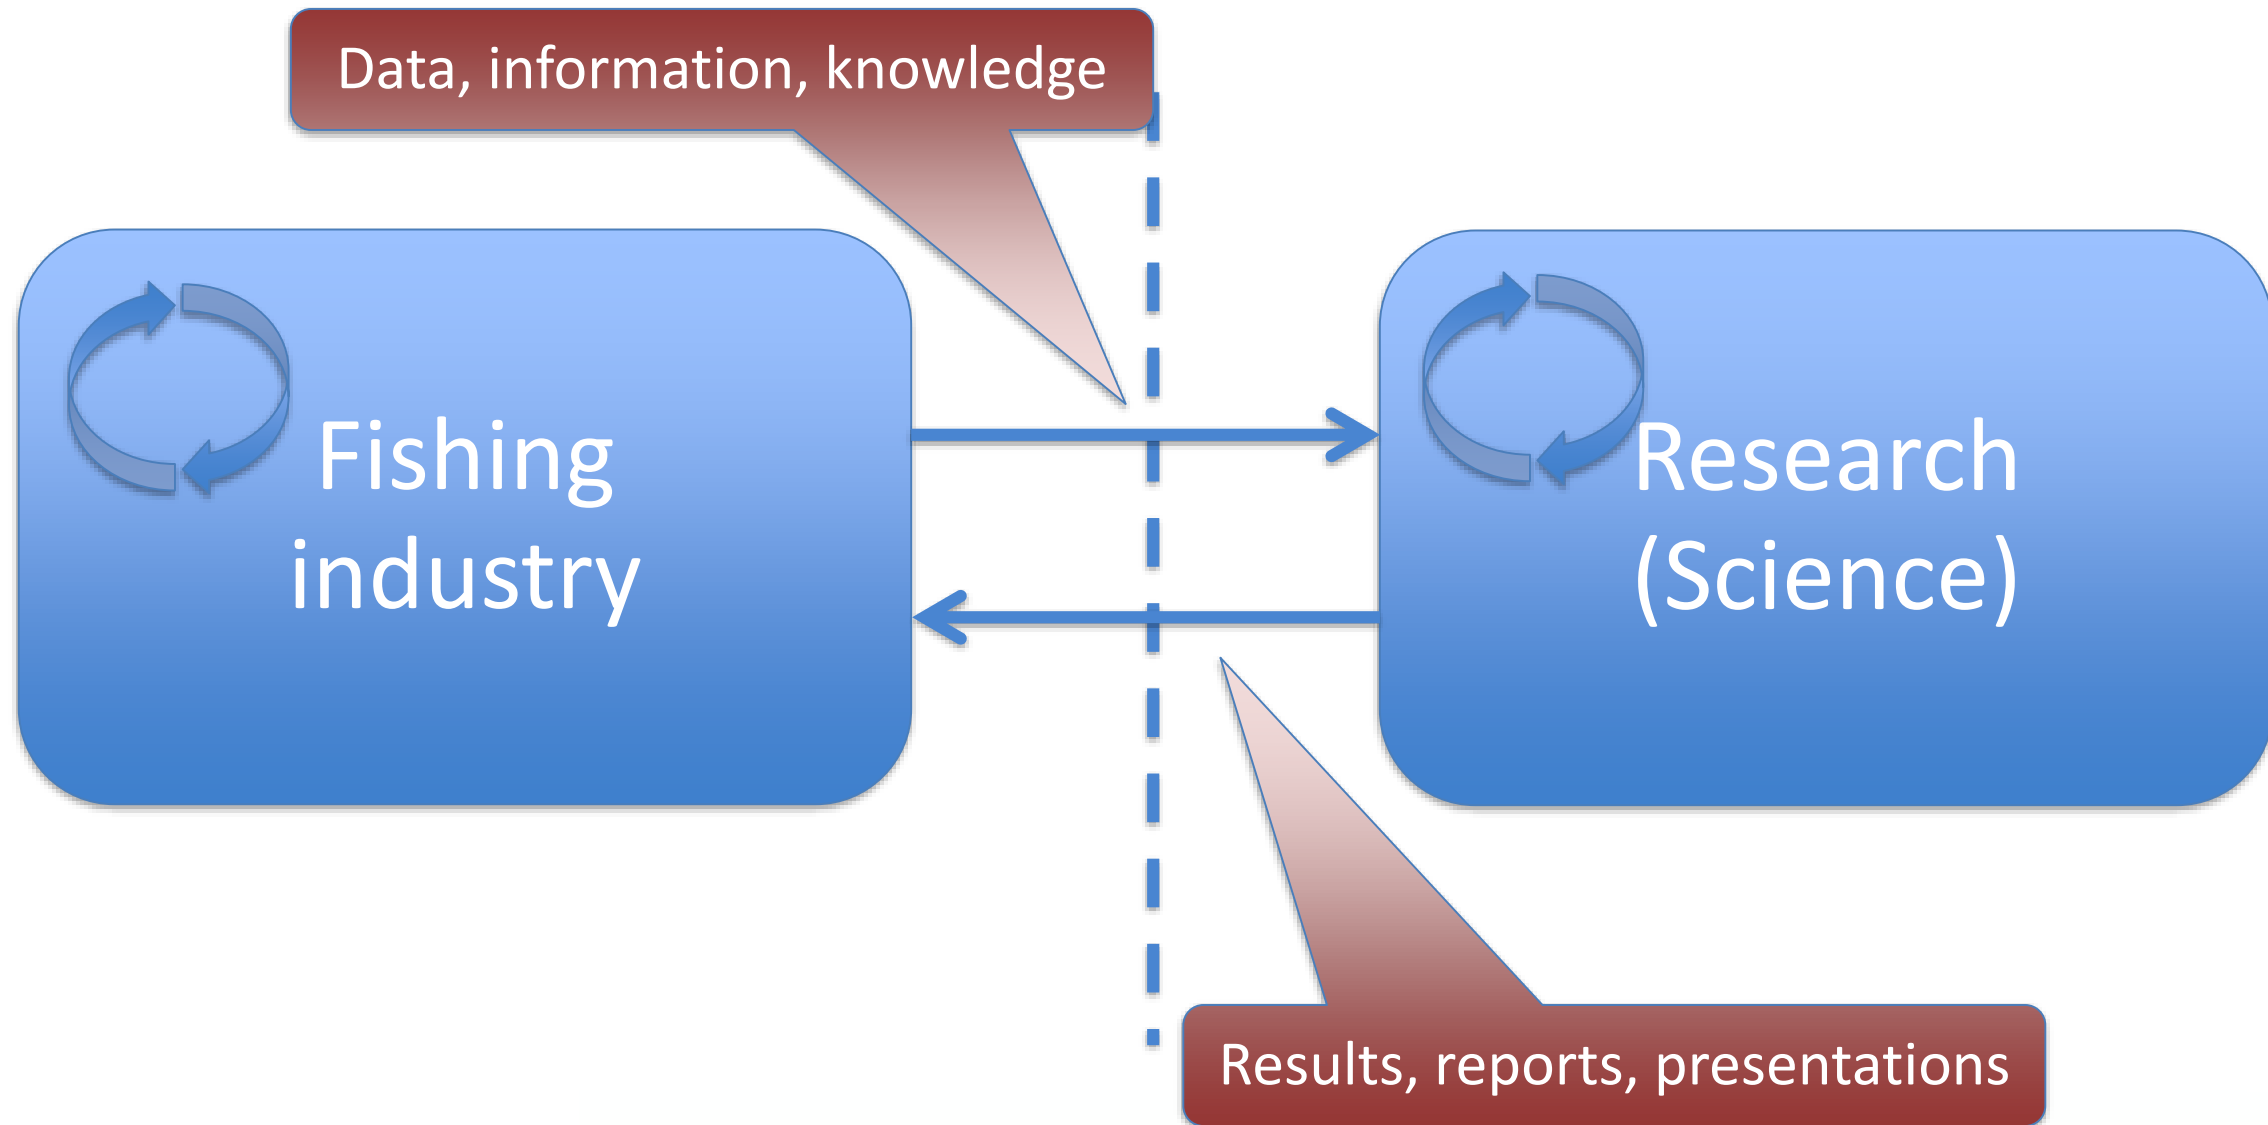 Data, information, knowledge
Fishing
industry
Research
(Science)
Results, reports, presentations